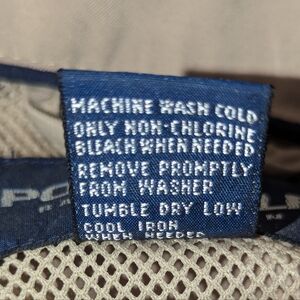 MACHINE WASH COLD
ONLY NON-CHLORINE
BLEACH WHEN NEEDED
REMOVE PROMPTLY
FROM WASHER
TUMBLE DRY LOW
COOL IRON
WHEN NEEDED